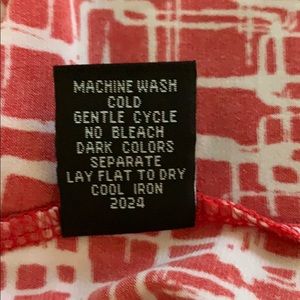 MACHINE WASH
COLD
GENTLE CYCLE
NO BLEACH
DARK COLORS
SEPARATE
LAY FLAT TO DRY
COOL IRON
2024